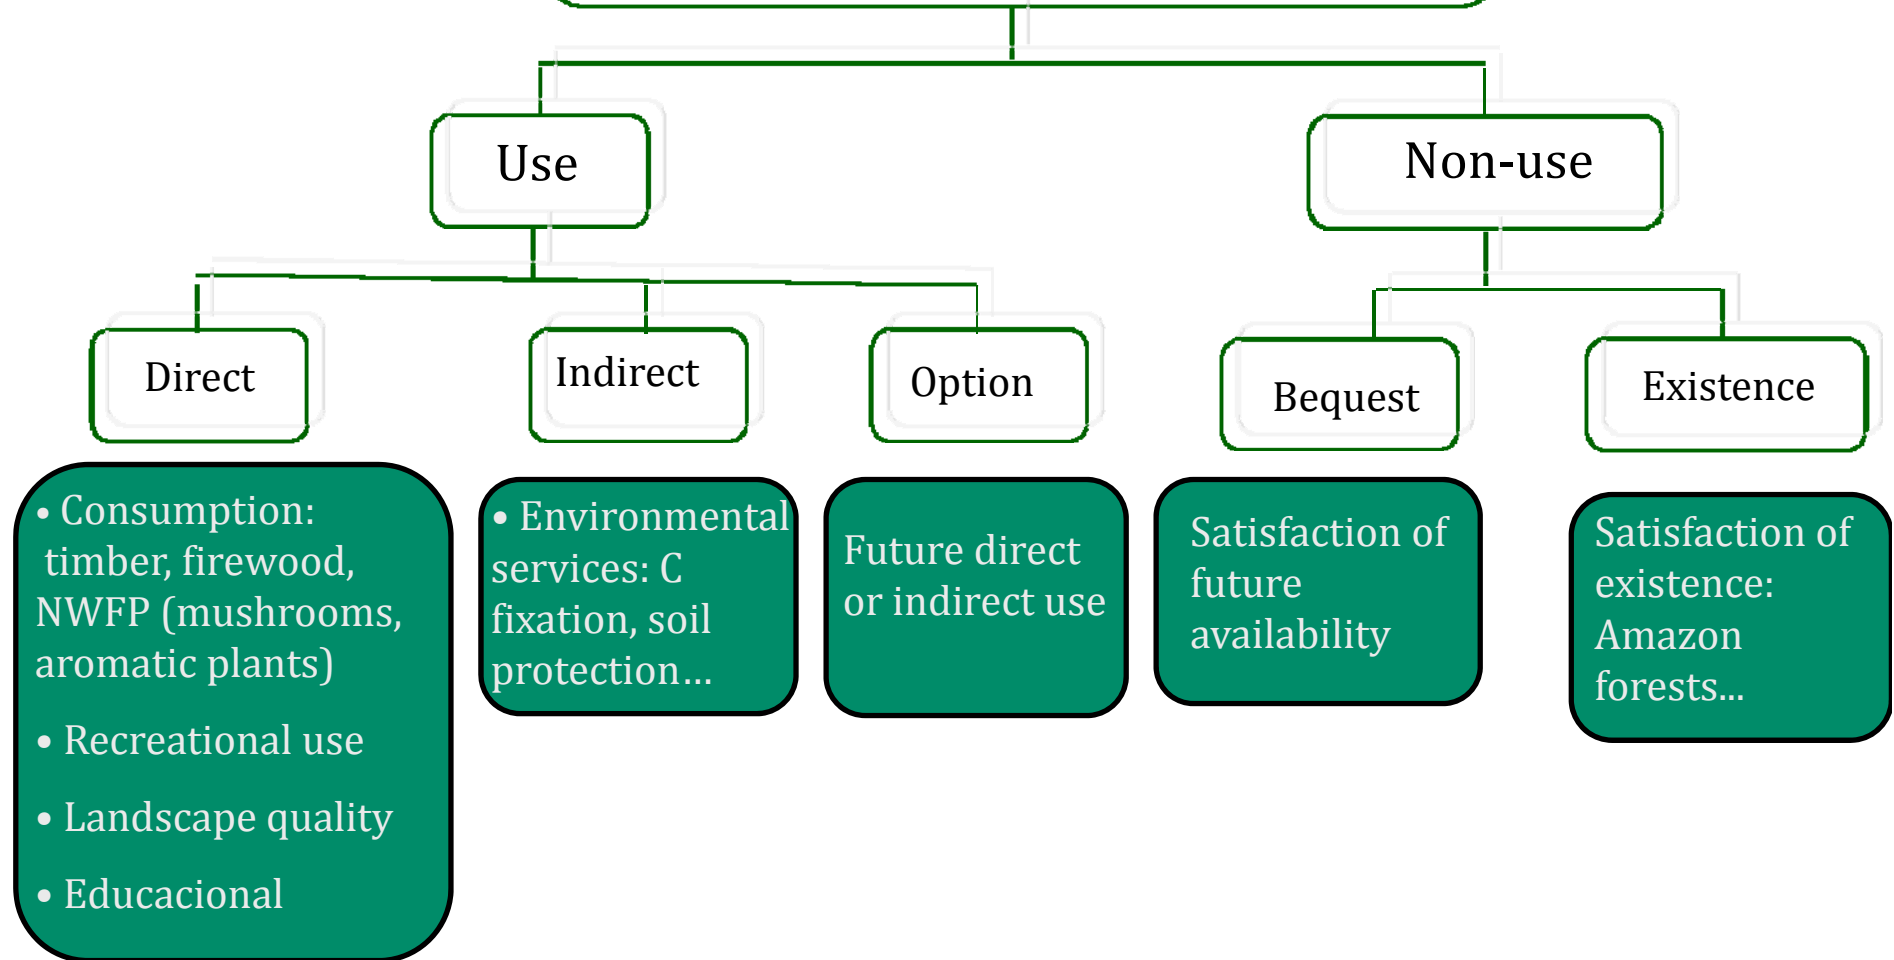 Use
Non-use
Direct
Indirect
Option
Bequest
Existence
• Consumption:
timber, firewood,
NWFP (mushrooms,
aromatic plants)
• Recreational use
• Landscape quality
• Educacional
• Environmental
services: C
fixation, soil
protection...
Future direct
or indirect use
Satisfaction of
future
availability
Satisfaction of
existence:
Amazon
forests...